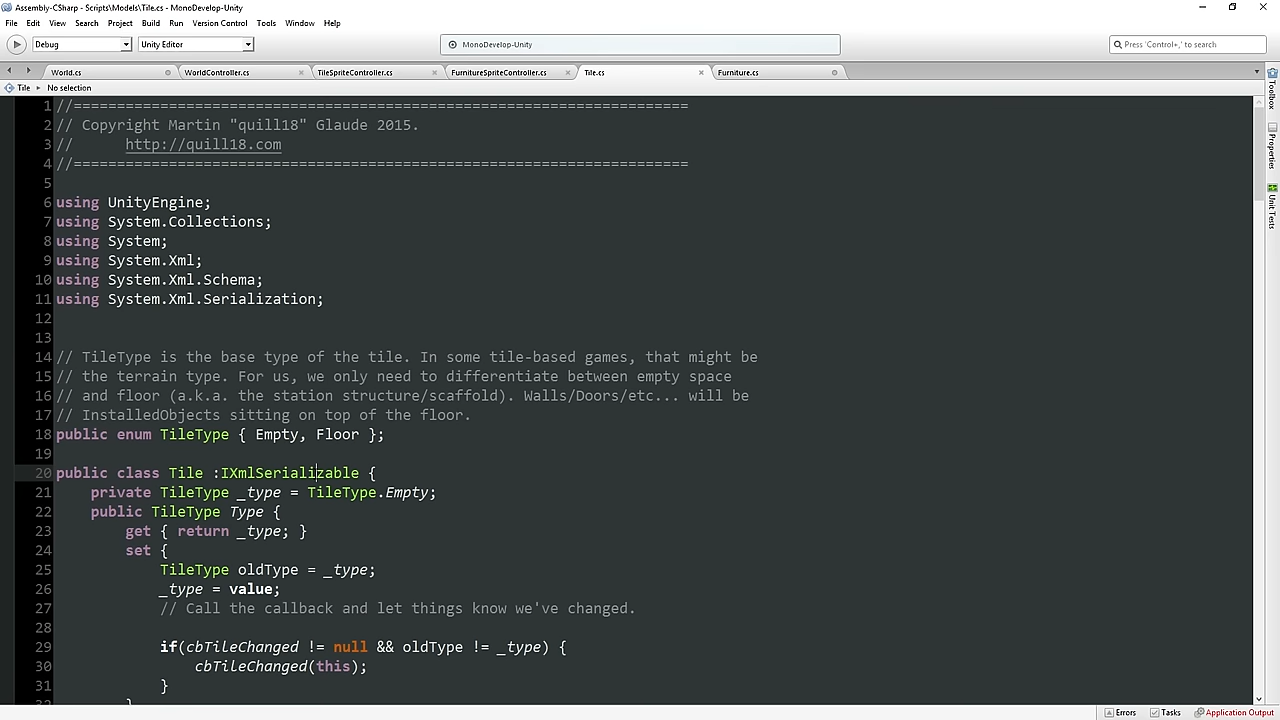 Assembly-CSharp - Scripts\Models\Tile.cs - MonoDevelop-Unity
File Edit View Search Project Build Run Version Control Tools Window Help
Debug Unity Editor MonoDevelop-Unity Press 'Control+,' to search
World.cs WorldController.cs TileSpriteController.cs FurnitureSpriteController.cs Tile.cs Furniture.cs
Tile No selection
Toolbox
Properties
Unit Tests
1 //=======================================================================
2 // Copyright Martin "quill18" Glaude 2015.
3 //      http://quill18.com
4 //=======================================================================
5
6 using UnityEngine;
7 using System.Collections;
8 using System;
9 using System.Xml;
10 using System.Xml.Schema;
11 using System.Xml.Serialization;
12
13
14 // TileType is the base type of the tile. In some tile-based games, that might be
15 // the terrain type. For us, we only need to differentiate between empty space
16 // and floor (a.k.a. the station structure/scaffold). Walls/Doors/etc... will be
17 // InstalledObjects sitting on top of the floor.
18 public enum TileType { Empty, Floor };
19
20 public class Tile :IXmlSerializable {
21     private TileType _type = TileType.Empty;
22     public TileType Type {
23         get { return _type; }
24         set {
25             TileType oldType = _type;
26             _type = value;
27             // Call the callback and let things know we've changed.
28
29             if(cbTileChanged != null && oldType != _type) {
30                 cbTileChanged(this);
31             }
32         }
Errors Tasks Application Output